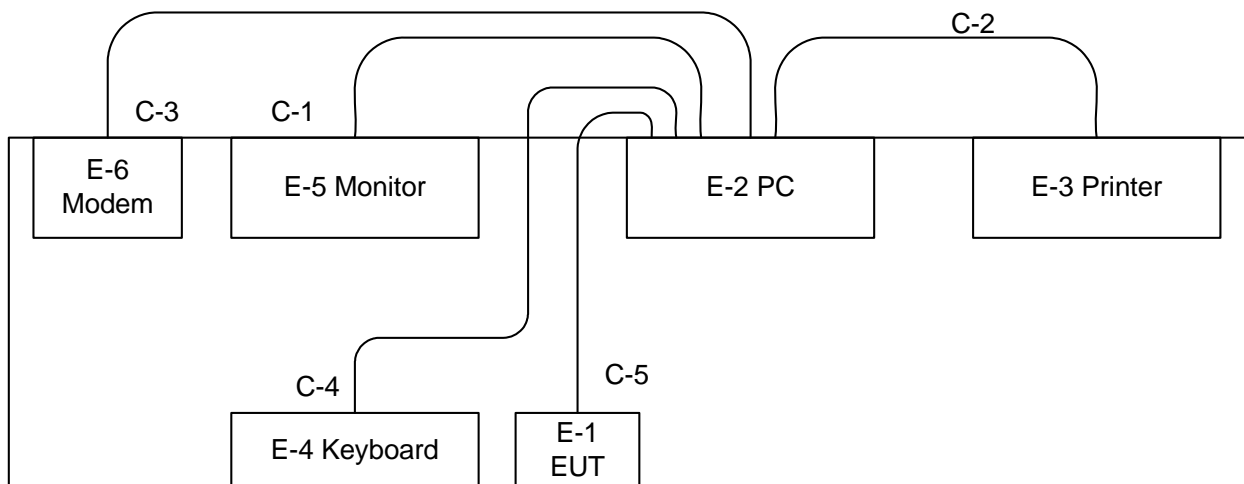 C-2
C-3
C-1
E-6
Modem
E-5 Monitor
E-2 PC
E-3 Printer
C-4
C-5
E-4 Keyboard
E-1
EUT